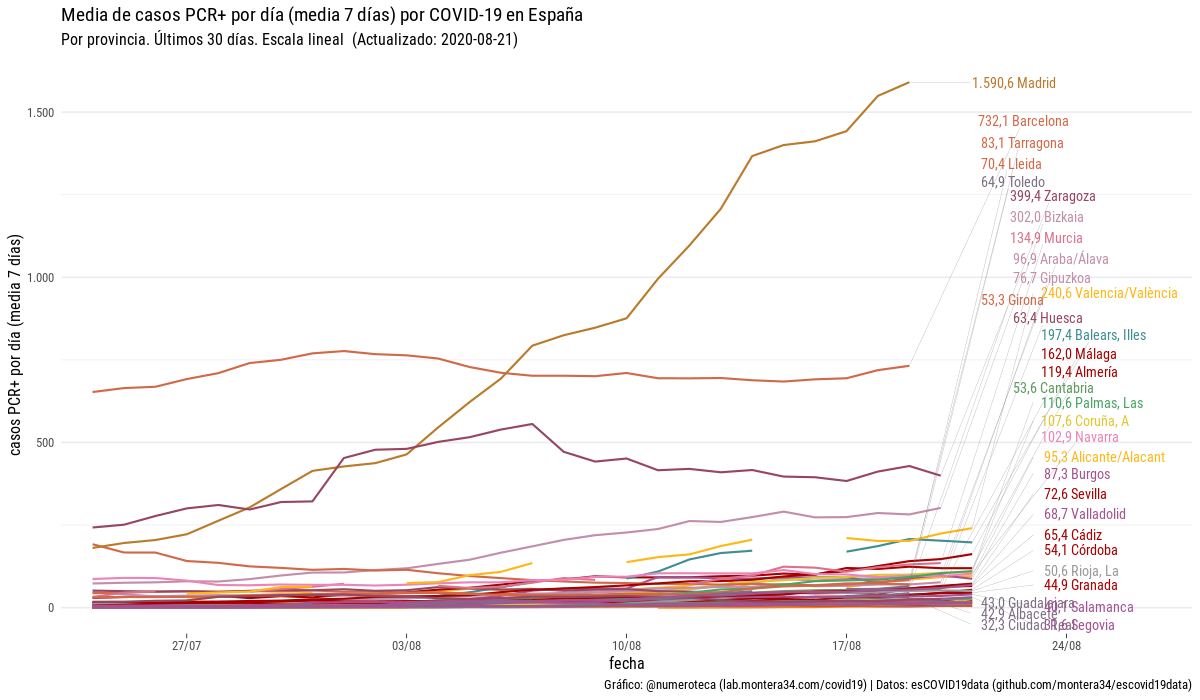 Media de casos PCR+ por día (media 7 días) por COVID-19 en España
Por provincia. Últimos 30 días. Escala lineal (Actualizado: 2020-08-21)
casos PCR+ por día (media 7 días)
1.500
1.000
500
0
1.590,6 Madrid
732,1 Barcelona
83,1 Tarragona
70,4 Lleida
64,9 Toledo
399,4 Zaragoza
302,0 Bizkaia
134,9 Murcia
96,9 Araba/Álava
76,7 Gipuzkoa
240,6 Valencia/València
53,3 Girona
63,4 Huesca
197,4 Balears, Illes
162,0 Málaga
119,4 Almería
53,6 Cantabria
110,6 Palmas, Las
107,6 Coruña, A
102,9 Navarra
95,3 Alicante/Alacant
87,3 Burgos
72,6 Sevilla
68,7 Valladolid
65,4 Cádiz
54,1 Córdoba
50,6 Rioja, La
44,9 Granada
43,0 Guadalajara
Salamanca
42,9 Albacete
32,3 Ciudad Real
Segovia
27/07
03/08
10/08
17/08
24/08
fecha
Gráfico: @numeroteca (lab.montera34.com/covid19) | Datos: esCOVID19data (github.com/montera34/escovid19data)